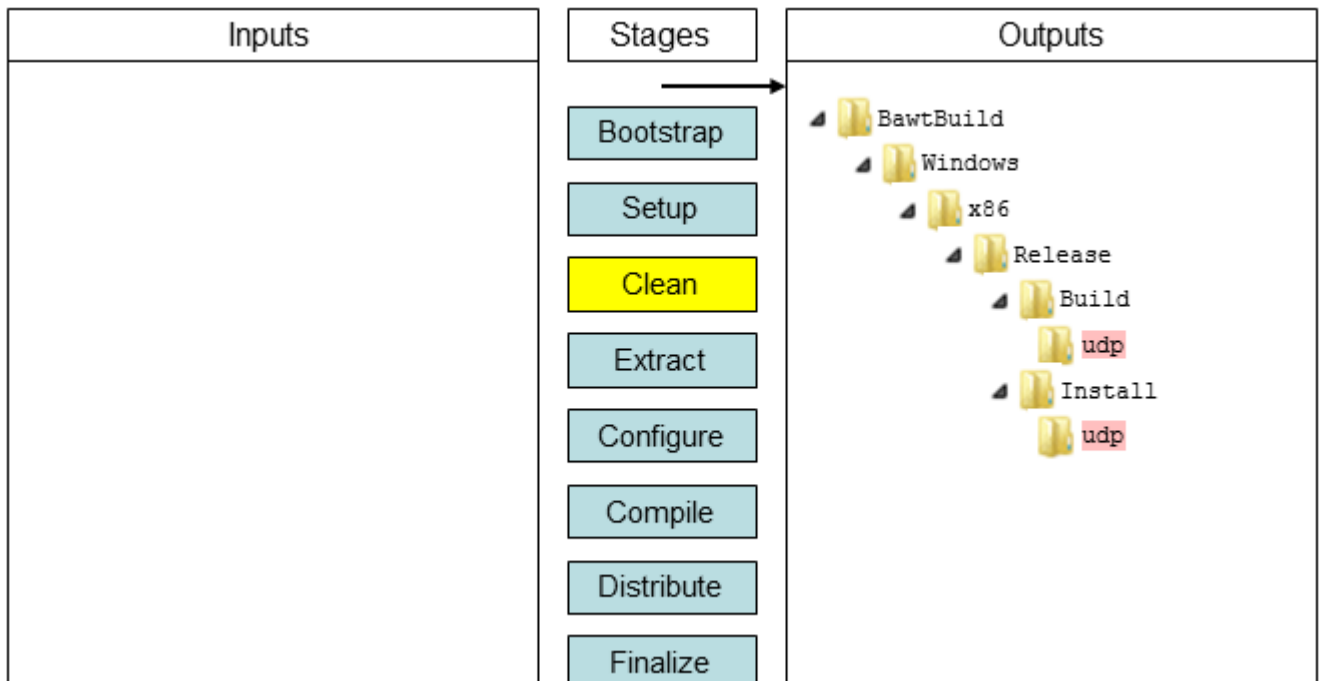 Inputs
Stages
Outputs
Bootstrap
Setup
Clean
Extract
Configure
Compile
Distribute
Finalize
BawtBuild
Windows
x86
Release
Build
udp
Install
udp